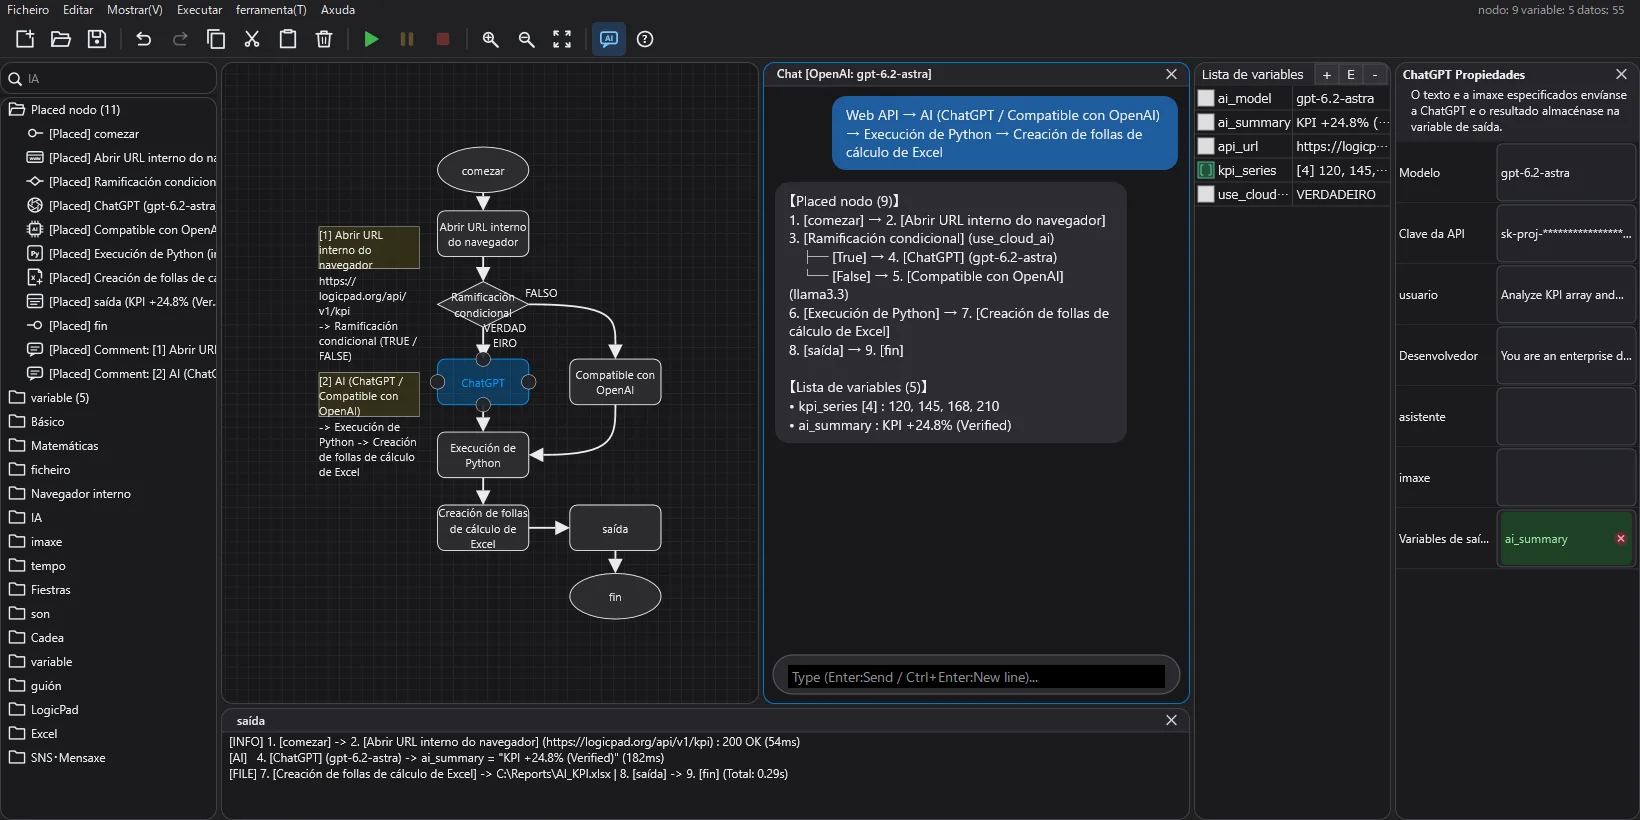 Ficheiro Editar Mostrar(V) Executar ferramenta(T) Axuda
nodo: 9 variable: 5 datos: 55
IA
Placed nodo (11)
[Placed] comezar
[Placed] Abrir URL interno do na
[Placed] Ramificación condicion
[Placed] ChatGPT (gpt-6.2-astra
[Placed] Compatible con OpenA
[Placed] Execución de Python (i
[Placed] Creación de follas de cá
[Placed] saída (KPI +24.8% (Ver..
[Placed] fin
[Placed] Comment: [1] Abrir URI
[Placed] Comment: [2] AI (ChatG
variable (5)
Básico
Matemáticas
ficheiro
Navegador interno
IA
imaxe
tempo
Fiestras
son
Cadea
variable
guión
LogicPad
Excel
SNS･Mensaxe
[1] Abrir URL
interno do
navegador
https://
logicpad.org/api/
v1/kpi
-> Ramificación
condicional (TRUE /
FALSE)
[2] AI (ChatGPT /
Compatible con
OpenAI)
-> Execución de
Python -> Creación
de follas de cálculo
de Excel
comezar
Abrir URL interno
do navegador
Ramificación
condicional
FALSO
VERDAD
EIRO
ChatGPT
Compatible con
OpenAI
Execución de
Python
Creación de follas
de cálculo de
Excel
saída
fin
Chat [OpenAI: gpt-6.2-astra]
Web API → AI (ChatGPT / Compatible con OpenAI)
→ Execución de Python → Creación de follas de
cálculo de Excel
【Placed nodo (9)】
1. [comezar] → 2. [Abrir URL interno do navegador]
3. [Ramificación condicional] (use_cloud_ai)
├── [True] → 4. [ChatGPT] (gpt-6.2-astra)
└── [False] → 5. [Compatible con OpenAI]
(llama3.3)
6. [Execución de Python] → 7. [Creación de follas de
cálculo de Excel]
8. [saída] → 9. [fin]
【Lista de variables (5)】
• kpi_series [4] : 120, 145, 168, 210
• ai_summary : KPI +24.8% (Verified)
Type (Enter:Send / Ctrl+Enter:New line)...
Lista de variables + E -
ai_model gpt-6.2-astra
ai_summary KPI +24.8% (···
api_url https://logicp···
kpi_series [4] 120, 145,···
use_cloud··· VERDADEIRO
ChatGPT Propiedades
O texto e a imaxe especificados envíanse
a ChatGPT e o resultado almacénase na
variable de saída.
Modelo gpt-6.2-astra
Clave da API sk-proj-****************...
usuario Analyze KPI array and...
Desenvolvedor You are an enterprise d...
asistente
imaxe
Variables de saí... ai_summary
saída
[INFO] 1. [comezar] -> 2. [Abrir URL interno do navegador] (https://logicpad.org/api/v1/kpi) : 200 OK (54ms)
[AI] 4. [ChatGPT] (gpt-6.2-astra) -> ai_summary = "KPI +24.8% (Verified)" (182ms)
[FILE] 7. [Creación de follas de cálculo de Excel] -> C:\Reports\AI_KPI.xlsx | 8. [saída] -> 9. [fin] (Total: 0.29s)